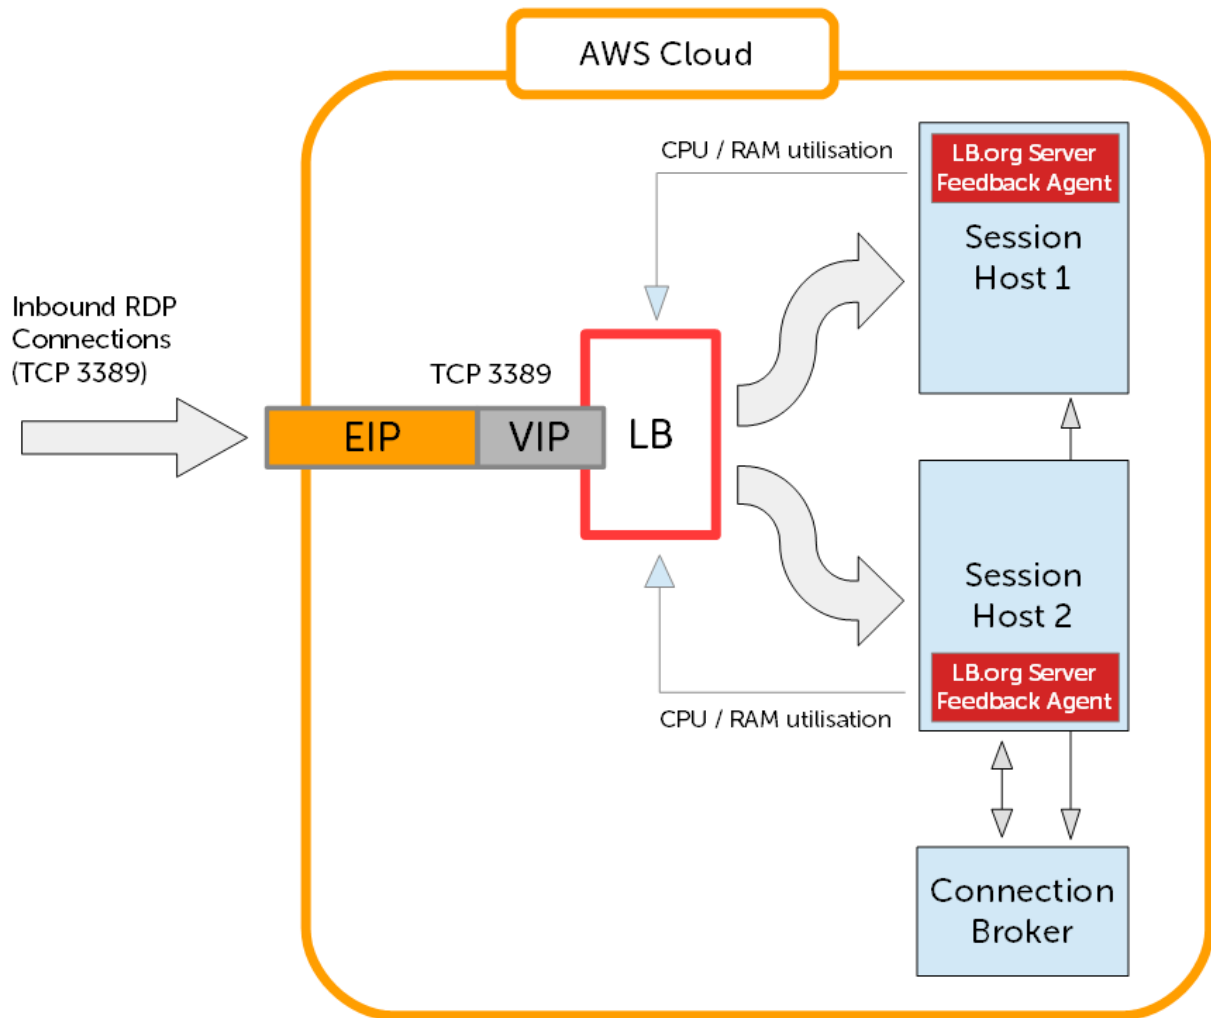 AWS Cloud
CPU / RAM utilisation
LB.org Server
Feedback Agent
Session
Host 1
Inbound RDP
Connections
(TCP 3389)
TCP 3389
EIP
VIP
LB
Session
Host 2
LB.org Server
Feedback Agent
CPU / RAM utilisation
Connection
Broker